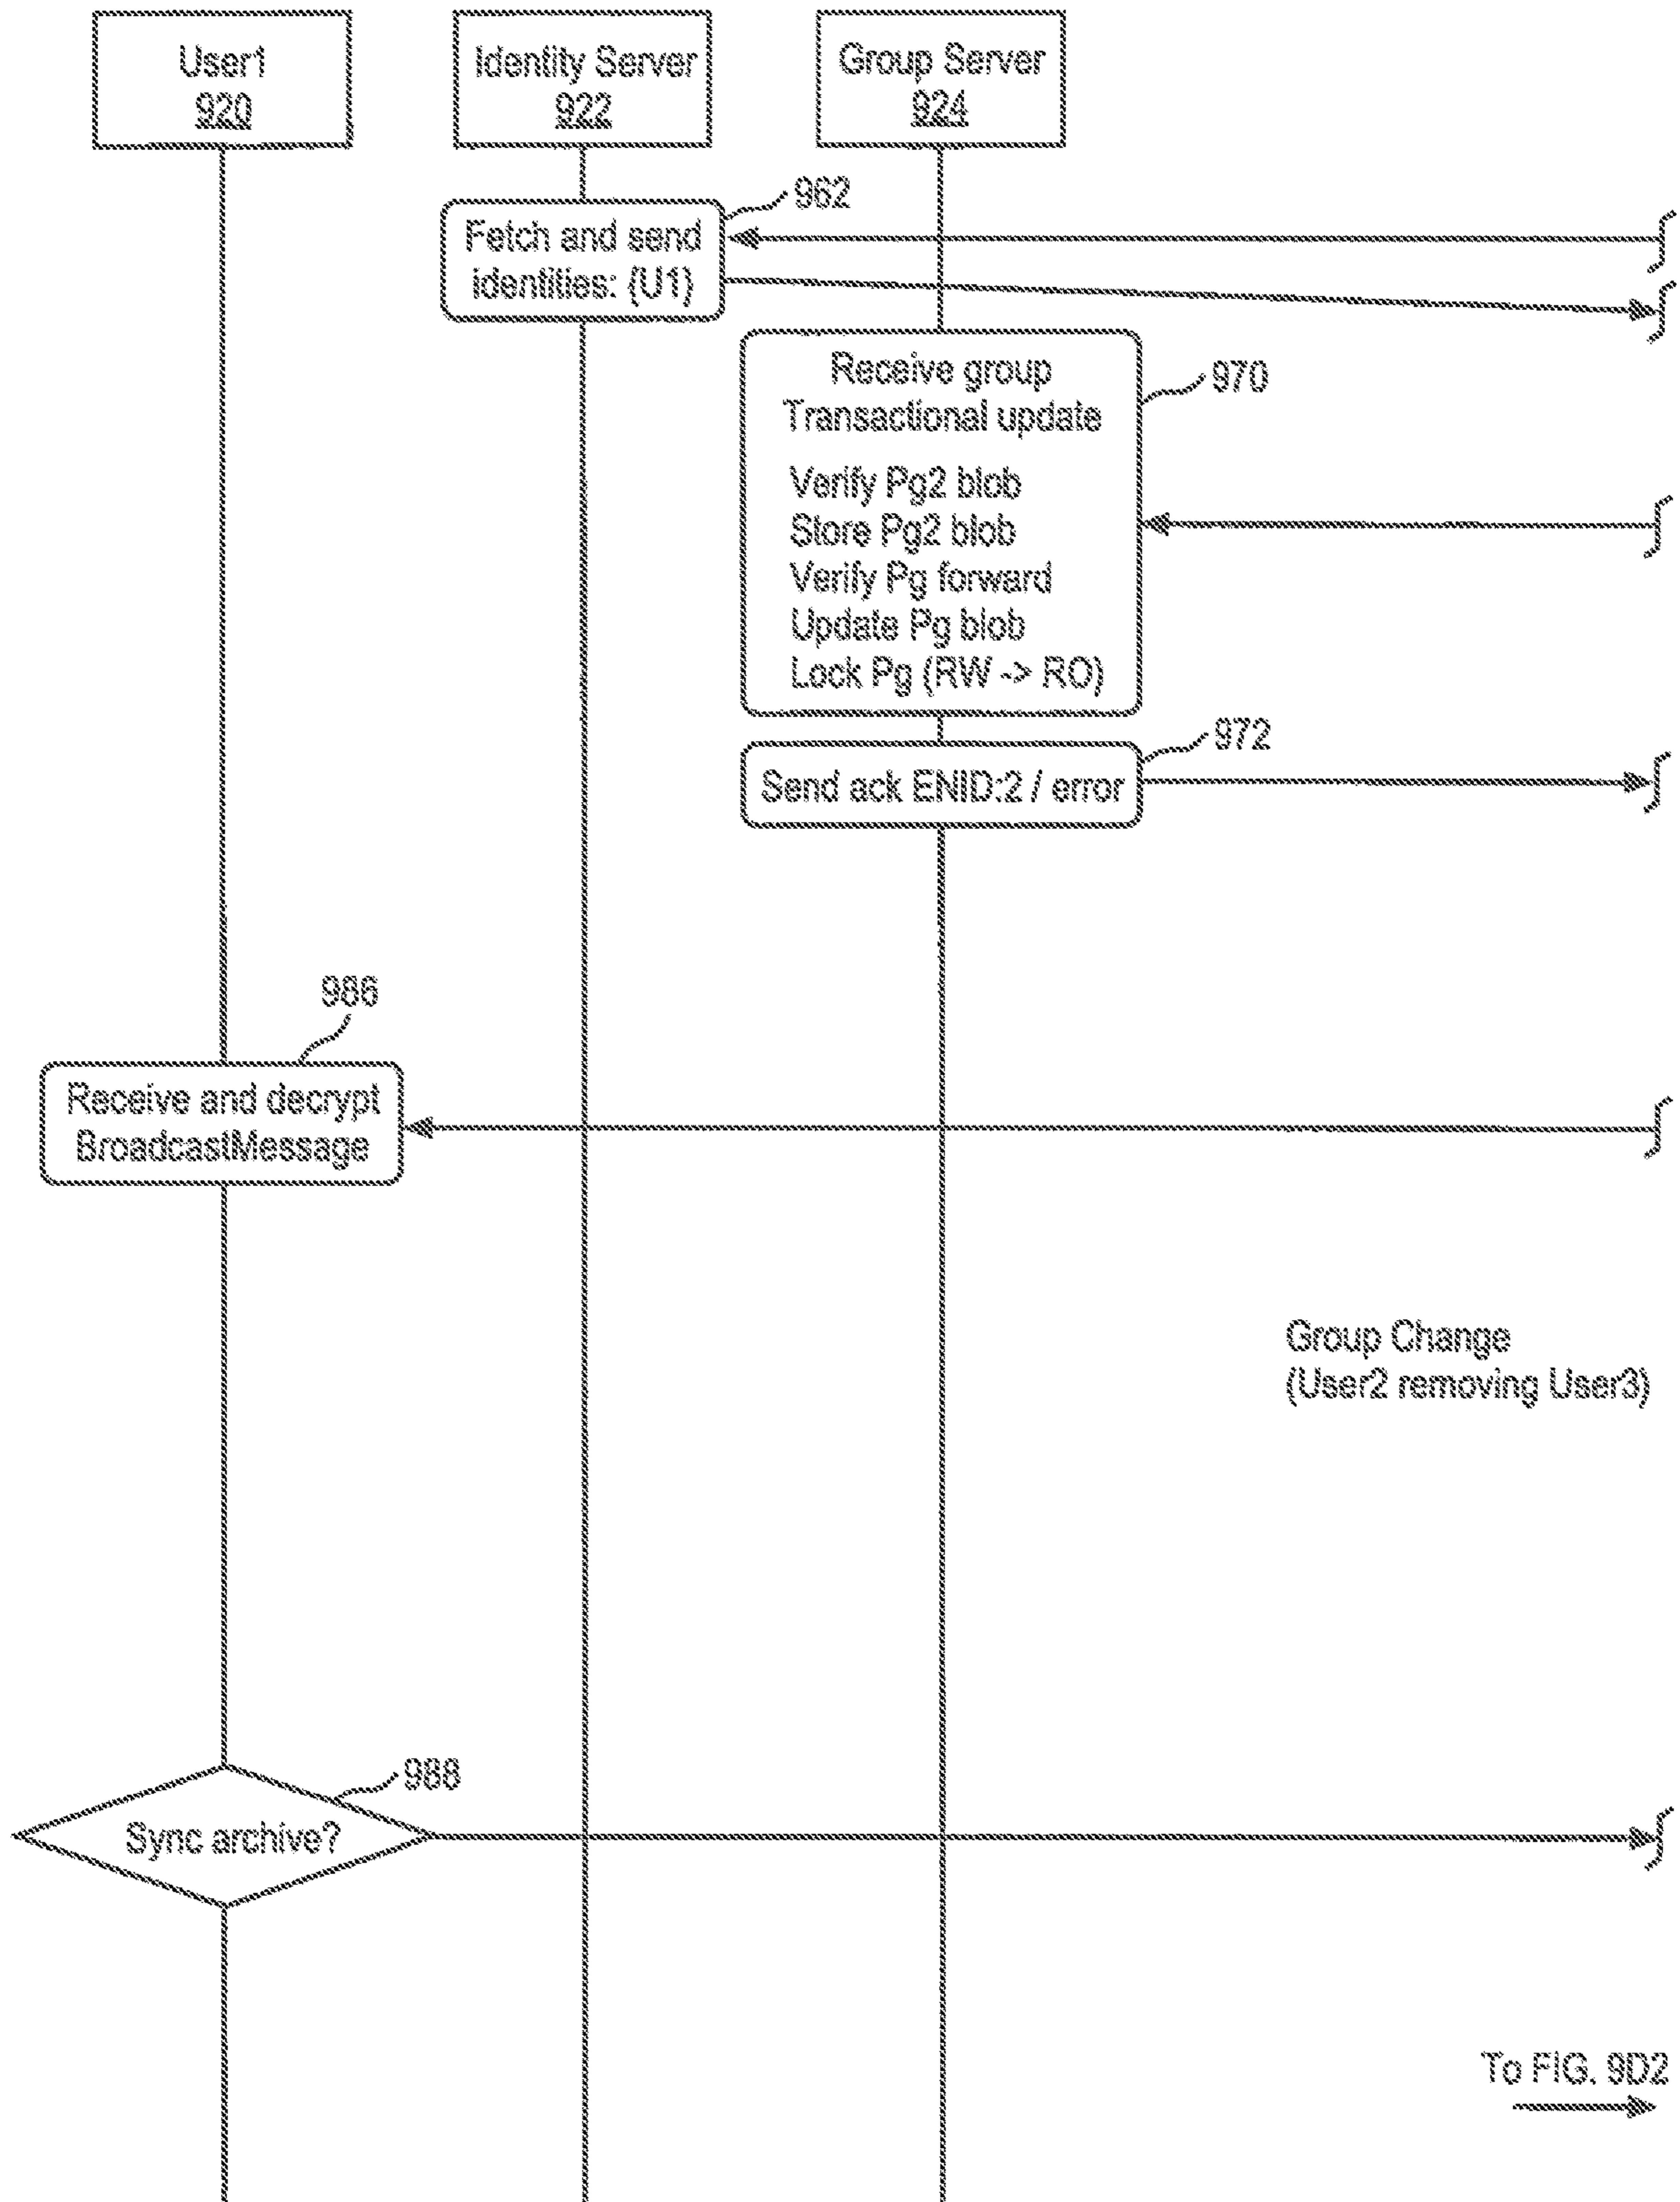 User1
920
Identity Server
922
Group Server
924
962
Fetch and send
identities: {U1}
Receive group
Transactional update
970
Verify Pg2 blob
Store Pg2 blob
Verify Pg forward
Update Pg blob
Lock Pg (RW -> RO)
972
Send ack ENID:2 / error
986
Receive and decrypt
BroadcastMessage
Group Change
(User2 removing User3)
988
Sync archive?
To FIG. 9D2